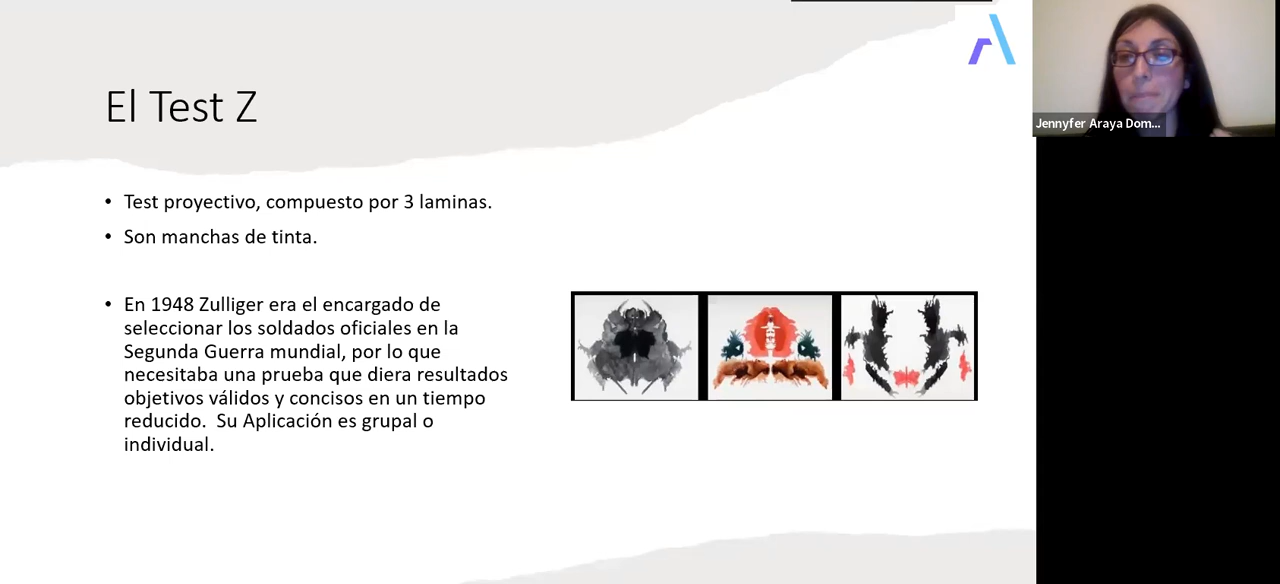 El Test Z
• Test proyectivo, compuesto por 3 laminas.
• Son manchas de tinta.
• En 1948 Zulliger era el encargado de
seleccionar los soldados oficiales en la
Segunda Guerra mundial, por lo que
necesitaba una prueba que diera resultados
objetivos válidos y concisos en un tiempo
reducido.  Su Aplicación es grupal o
individual.
Jennyfer Araya Dom...